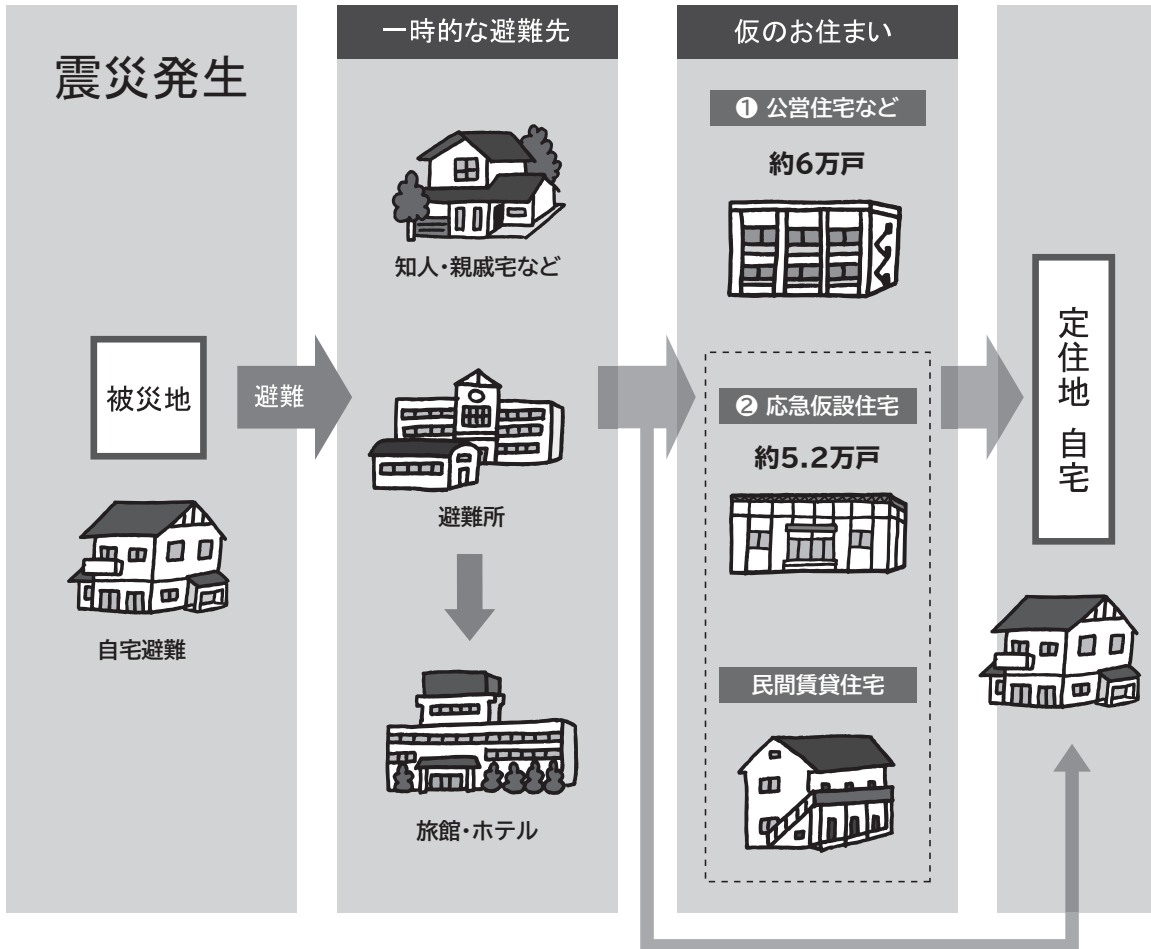 震災発生
被災地
避難
自宅避難
一時的な避難先
知人・親戚宅など
避難所
旅館・ホテル
仮のお住まい
❶ 公営住宅など
約6万戸
❷ 応急仮設住宅
約5.2万戸
民間賃貸住宅
定住地 自宅